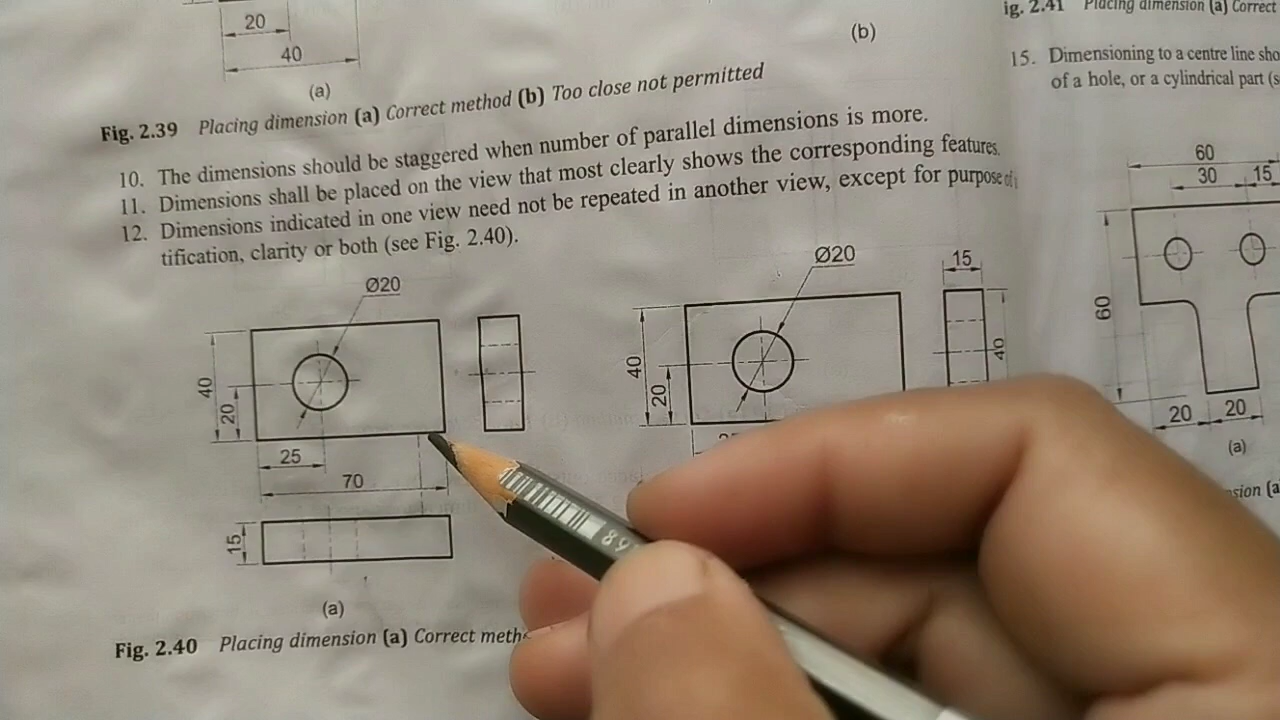 20
40
(a)
(b)
Fig. 2.39 Placing dimension (a) Correct method (b) Too close not permitted
10. The dimensions should be staggered when number of parallel dimensions is more.
11. Dimensions shall be placed on the view that most clearly shows the corresponding features.
12. Dimensions indicated in one view need not be repeated in another view, except for purpose of
tification, clarity or both (see Fig. 2.40).
Ø20
40
20
25
70
15
(a)
Fig. 2.40 Placing dimension (a) Correct meth
Ø20
40
20
15
40
ig. 2.41 Placing dimension (a) Correct
15. Dimensioning to a centre line sho
of a hole, or a cylindrical part (s
60
30
15
60
20
20
(a)
nsion (a